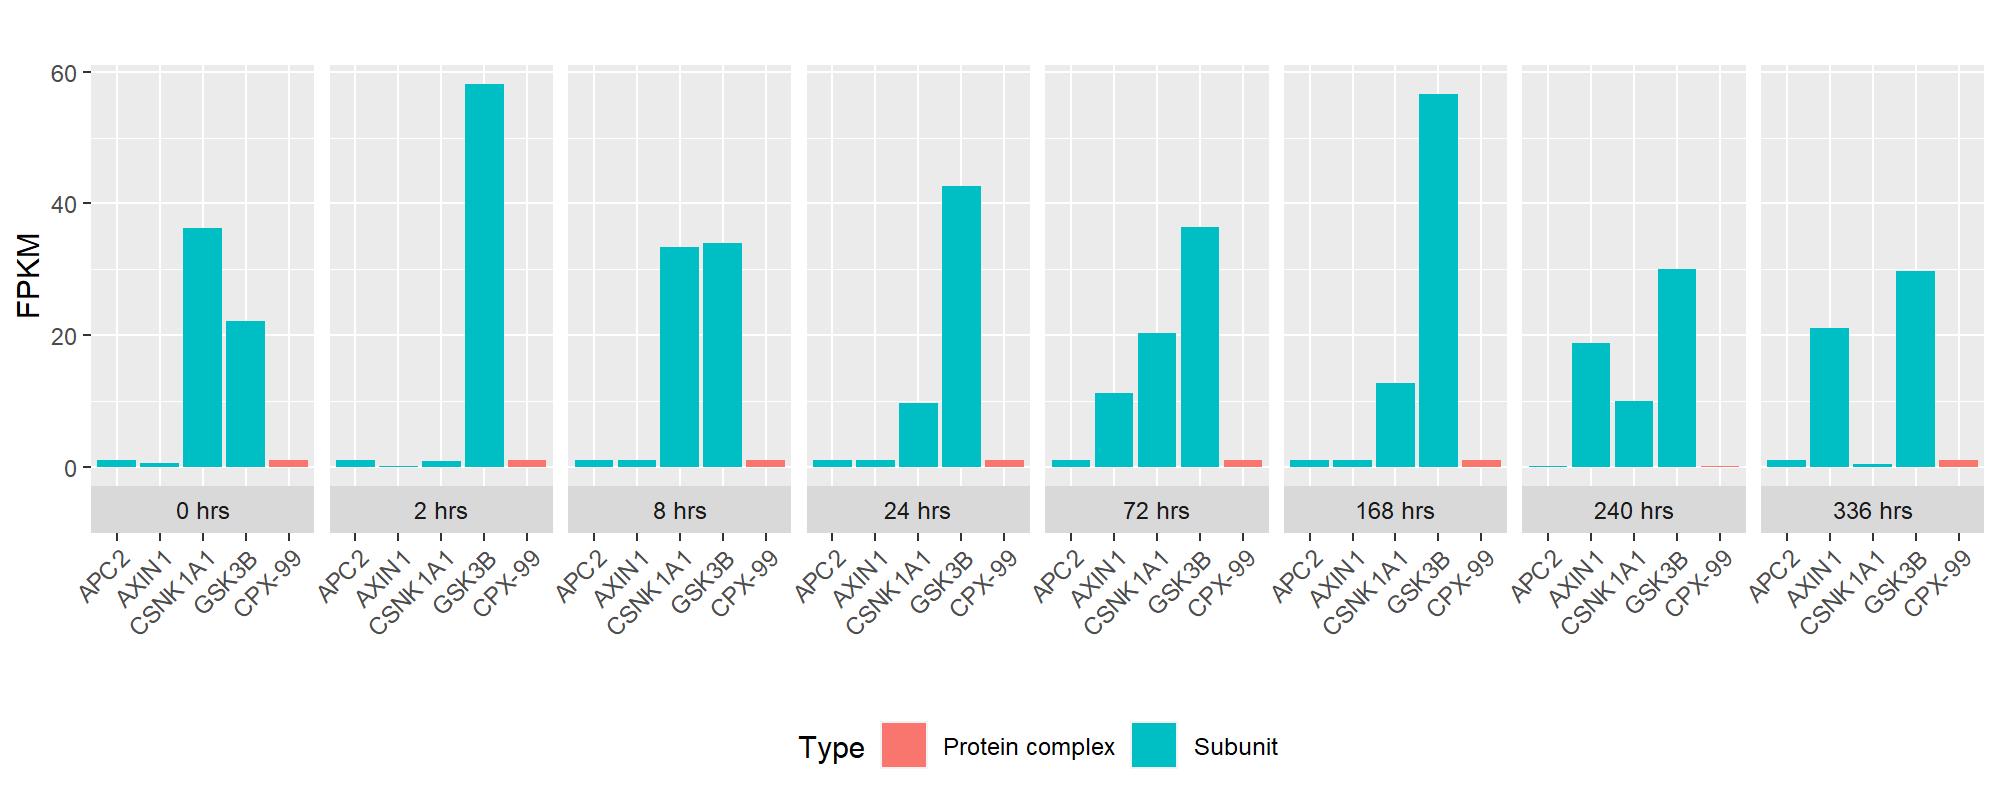 FPKM
60
40
20
0
0 hrs 2 hrs 8 hrs 24 hrs 72 hrs 168 hrs 240 hrs 336 hrs
APC2 AXIN1 CSNK1A1 GSK3B CPX-99 APC2 AXIN1 CSNK1A1 GSK3B CPX-99 APC2 AXIN1 CSNK1A1 GSK3B CPX-99 APC2 AXIN1 CSNK1A1 GSK3B CPX-99 APC2 AXIN1 CSNK1A1 GSK3B CPX-99 APC2 AXIN1 CSNK1A1 GSK3B CPX-99 APC2 AXIN1 CSNK1A1 GSK3B CPX-99 APC2 AXIN1 CSNK1A1 GSK3B CPX-99
Type Protein complex Subunit